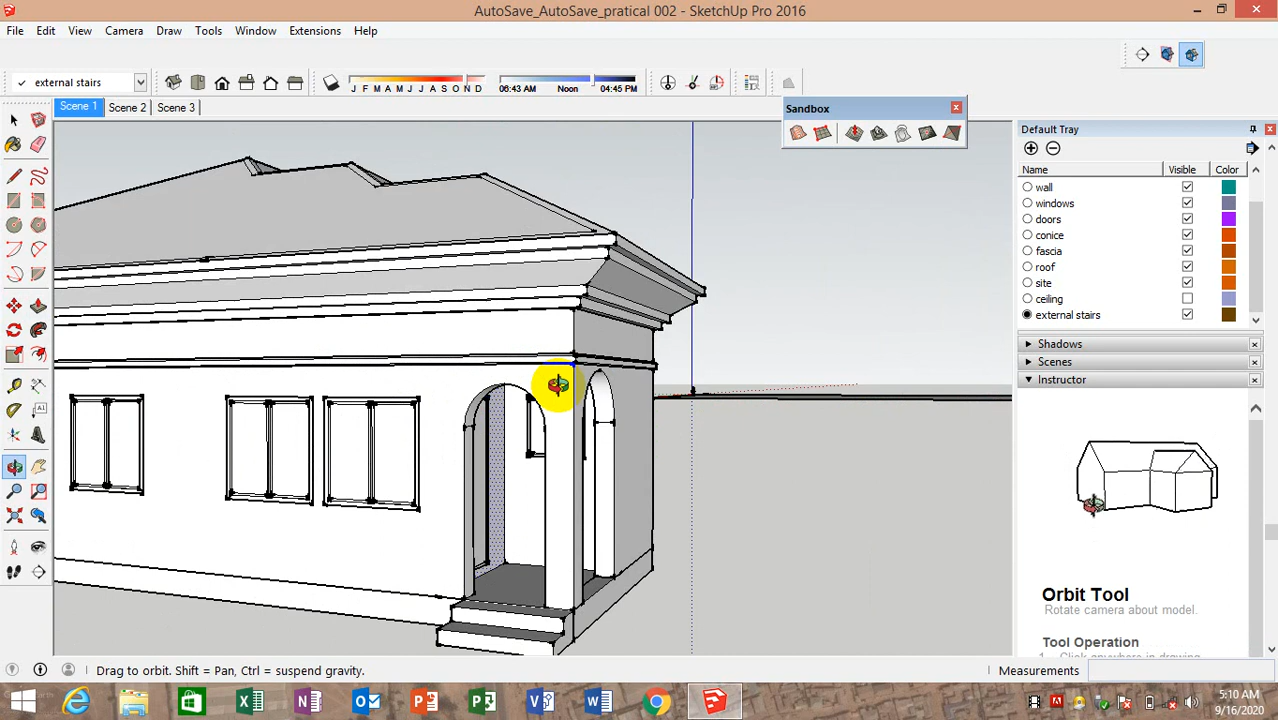 AutoSave_AutoSave_pratical 002 - SketchUp Pro 2016
File Edit View Camera Draw Tools Window Extensions Help
external stairs
J F M A M J J A S O N D
06:43 AM Noon 04:45 PM
Scene 1 Scene 2 Scene 3
Sandbox
Default Tray
Name Visible Color
wall
windows
doors
conice
fascia
roof
site
ceiling
external stairs
Shadows
Scenes
Instructor
Orbit Tool
Rotate camera about model.
Tool Operation
Drag to orbit. Shift = Pan, Ctrl = suspend gravity.
Measurements
5:10 AM
9/16/2020